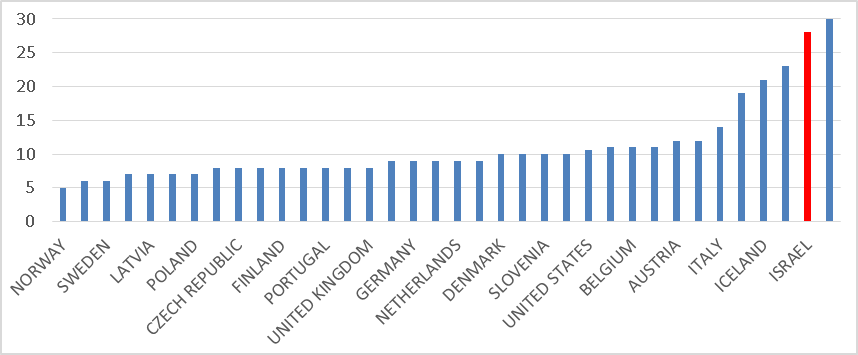 30
25
20
15
10
5
0
NORWAY
SWEDEN
LATVIA
POLAND
CZECH REPUBLIC
FINLAND
PORTUGAL
UNITED KINGDOM
GERMANY
NETHERLANDS
DENMARK
SLOVENIA
UNITED STATES
BELGIUM
AUSTRIA
ITALY
ICELAND
ISRAEL